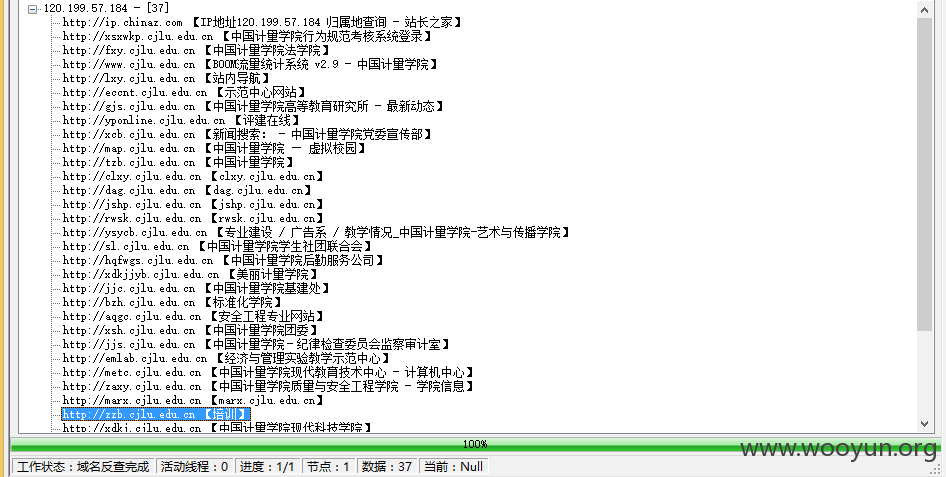 120.199.57.184 - [37]
http://ip.chinaz.com 【IP地址120.199.57.184 归属地查询 - 站长之家】
http://xsxwkp.cjlu.edu.cn 【中国计量学院行为规范考核系统登录】
http://fxy.cjlu.edu.cn 【中国计量学院法学院】
http://www.cjlu.edu.cn 【BOOM流量统计系统 v2.9 - 中国计量学院】
http://lxy.cjlu.edu.cn 【站内导航】
http://eccnt.cjlu.edu.cn 【示范中心网站】
http://gjs.cjlu.edu.cn 【中国计量学院高等教育研究所 - 最新动态】
http://yponline.cjlu.edu.cn 【评建在线】
http://xcb.cjlu.edu.cn 【新闻搜索： - 中国计量学院党委宣传部】
http://map.cjlu.edu.cn 【中国计量学院 — 虚拟校园】
http://tzb.cjlu.edu.cn 【中国计量学院】
http://clxy.cjlu.edu.cn 【clxy.cjlu.edu.cn】
http://dag.cjlu.edu.cn 【dag.cjlu.edu.cn】
http://jshp.cjlu.edu.cn 【jshp.cjlu.edu.cn】
http://rwsk.cjlu.edu.cn 【rwsk.cjlu.edu.cn】
http://ysycb.cjlu.edu.cn 【专业建设 / 广告系 / 教学情况_中国计量学院-艺术与传播学院】
http://sl.cjlu.edu.cn 【中国计量学院学生社团联合会】
http://hqfwgs.cjlu.edu.cn 【中国计量学院后勤服务公司】
http://xdkjjyb.cjlu.edu.cn 【美丽计量学院】
http://jjc.cjlu.edu.cn 【中国计量学院基建处】
http://bzh.cjlu.edu.cn 【标准化学院】
http://aqgc.cjlu.edu.cn 【安全工程专业网站】
http://xsh.cjlu.edu.cn 【中国计量学院团委】
http://jjs.cjlu.edu.cn 【中国计量学院－纪律检查委员会监察审计室】
http://emlab.cjlu.edu.cn 【经济与管理实验教学示范中心】
http://metc.cjlu.edu.cn 【中国计量学院现代教育技术中心 - 计算机中心】
http://zaxy.cjlu.edu.cn 【中国计量学院质量与安全工程学院 - 学院信息】
http://marx.cjlu.edu.cn 【marx.cjlu.edu.cn】
http://zzb.cjlu.edu.cn 【培训】
http://xdkj.cjlu.edu.cn 【中国计量学院现代科技学院】
100%
www.wooyun.org
工作状态：域名反查完成 活动线程：0 进度：1/1 节点：1 数据：37 当前：Null